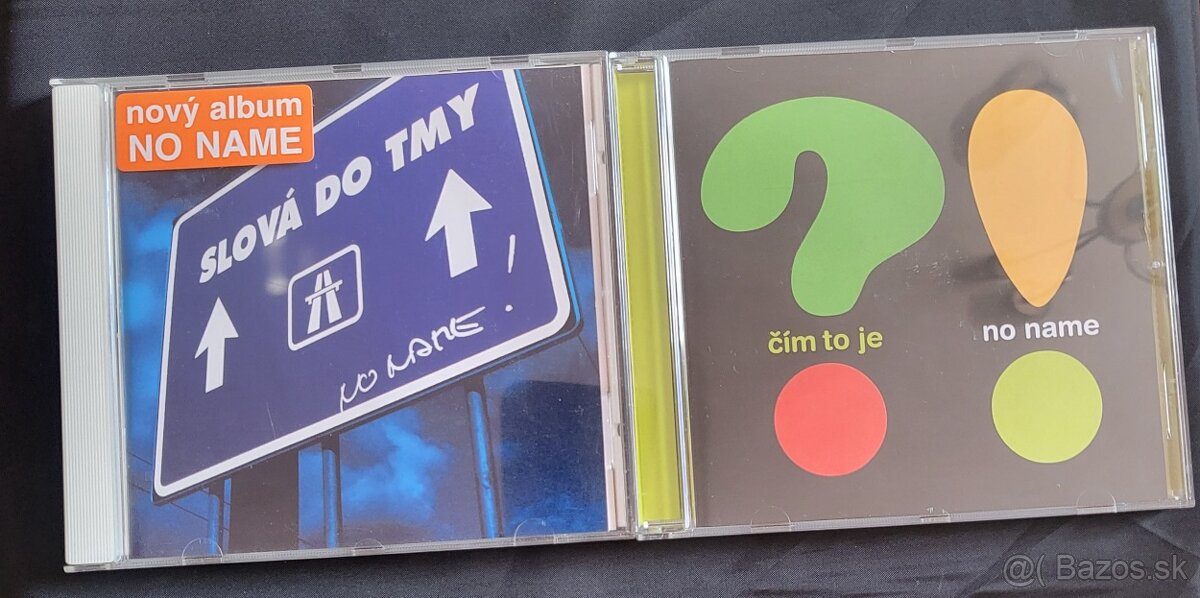 nový album
NO NAME
SLOVÁ DO TMY
NO NAME!
?
!
čím to je
no name
@( Bazos.sk